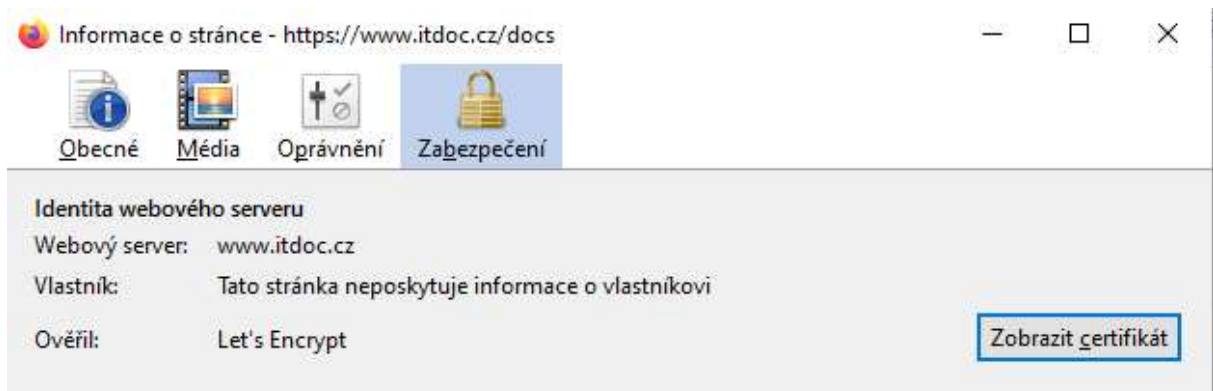 Informace o stránce - https://www.itdoc.cz/docs
Obecné Média Oprávnění Zabezpečení
Identita webového serveru
Webový server: www.itdoc.cz
Vlastník: Tato stránka neposkytuje informace o vlastníkovi
Ověřil: Let's Encrypt
Zobrazit certifikát